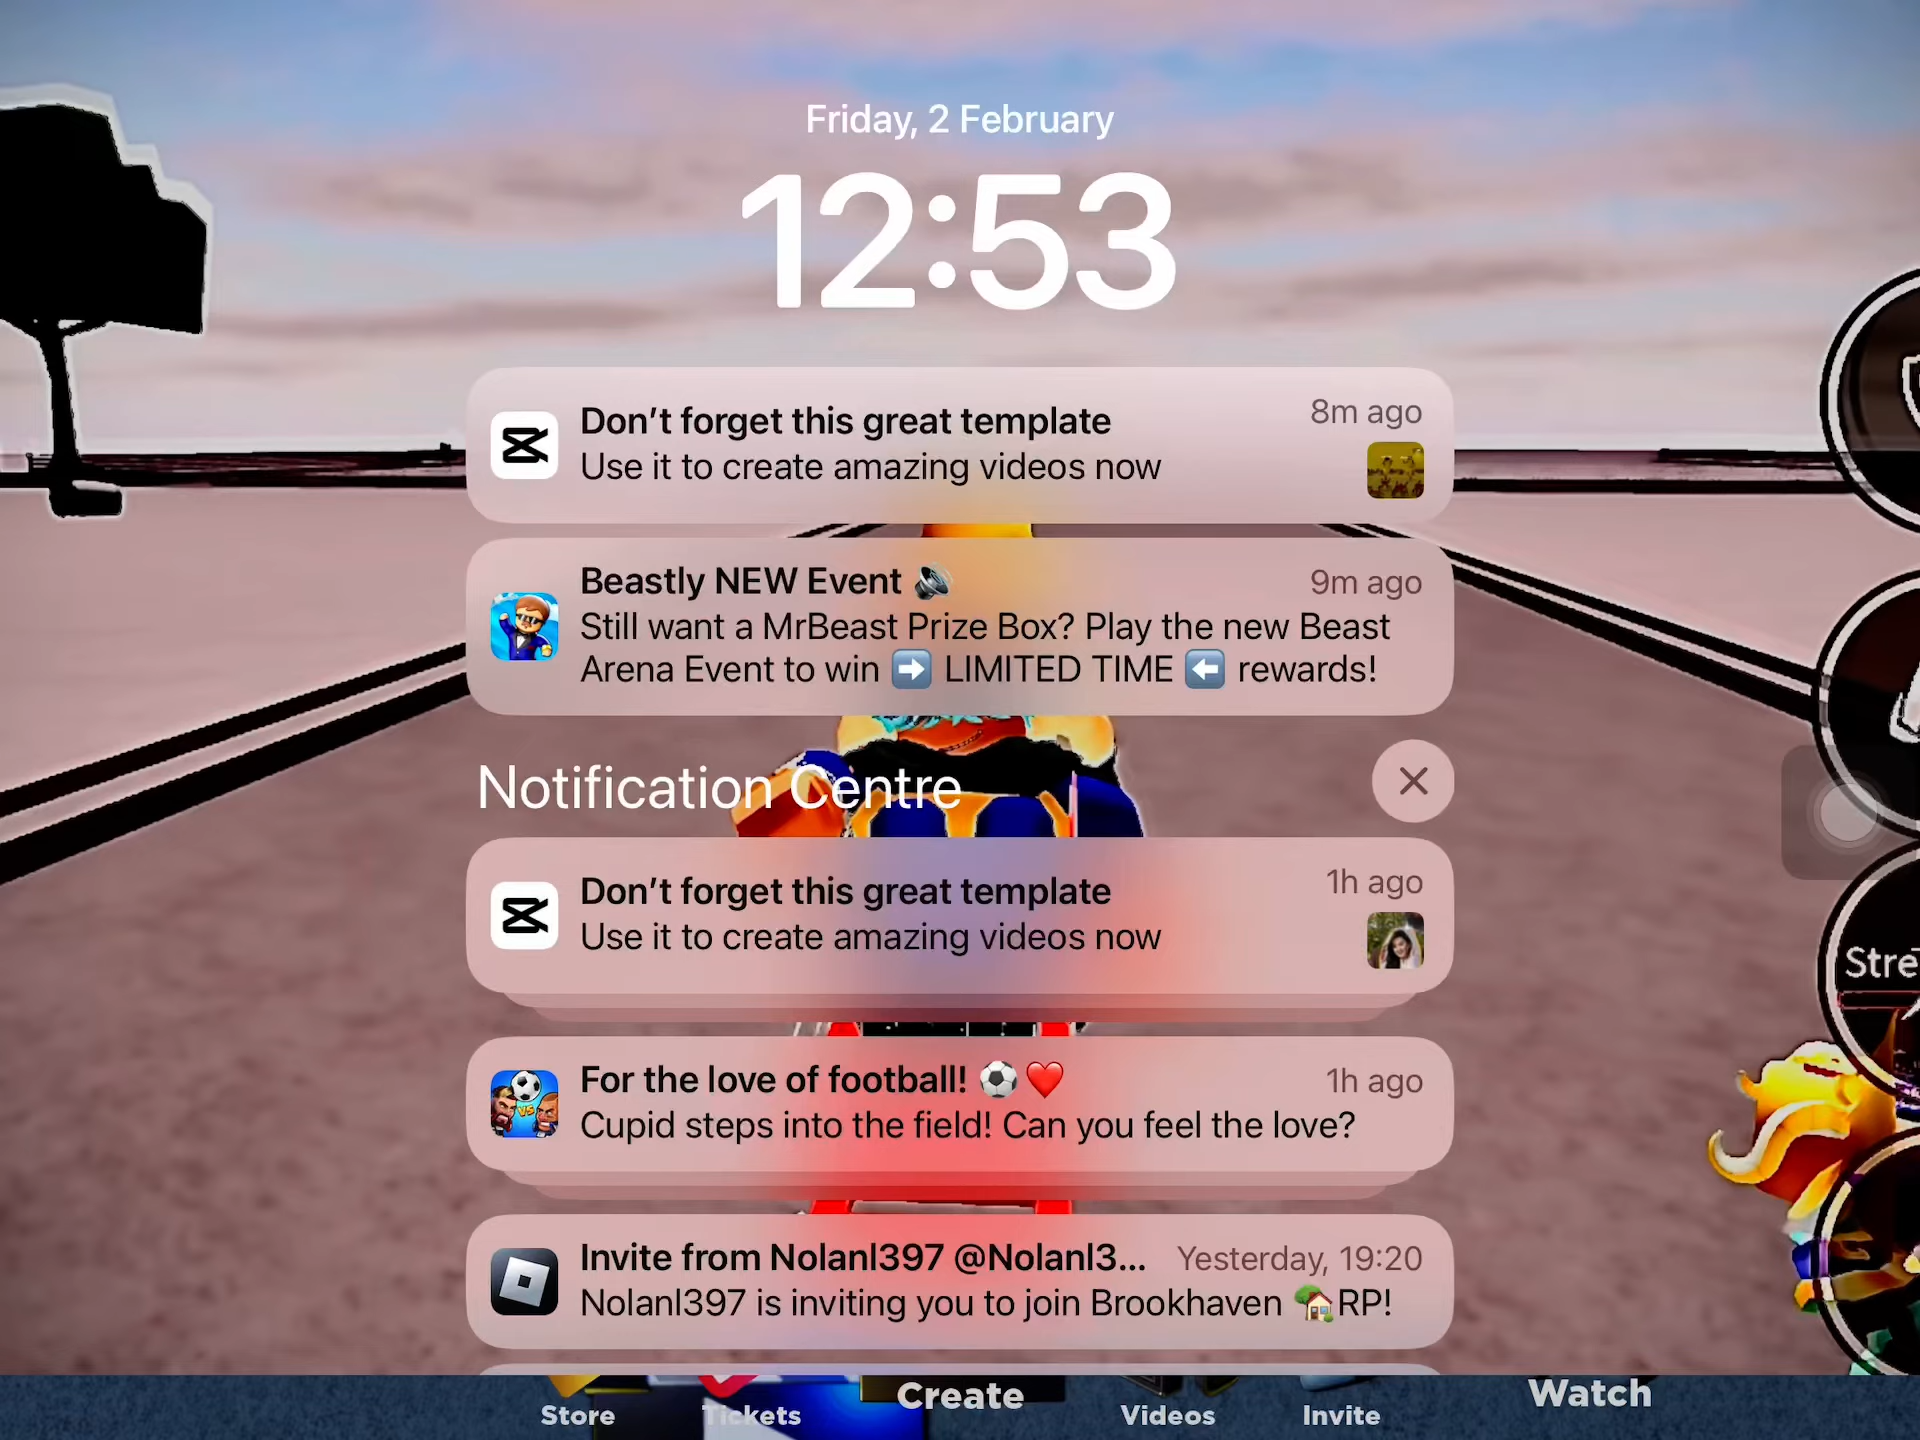 Friday, 2 February
12:53
Don't forget this great template
8m ago
Use it to create amazing videos now
Beastly NEW Event 🔊
9m ago
Still want a MrBeast Prize Box? Play the new Beast
Arena Event to win ➡️ LIMITED TIME ⬅️ rewards!
Notification Centre
Don't forget this great template
1h ago
Use it to create amazing videos now
Stre
For the love of football! ⚽❤️
1h ago
Cupid steps into the field! Can you feel the love?
VS
Invite from Nolanl397 @Nolanl3...
Yesterday, 19:20
Nolanl397 is inviting you to join Brookhaven 🏡RP!
Store
Tickets
Create
Videos
Invite
Watch